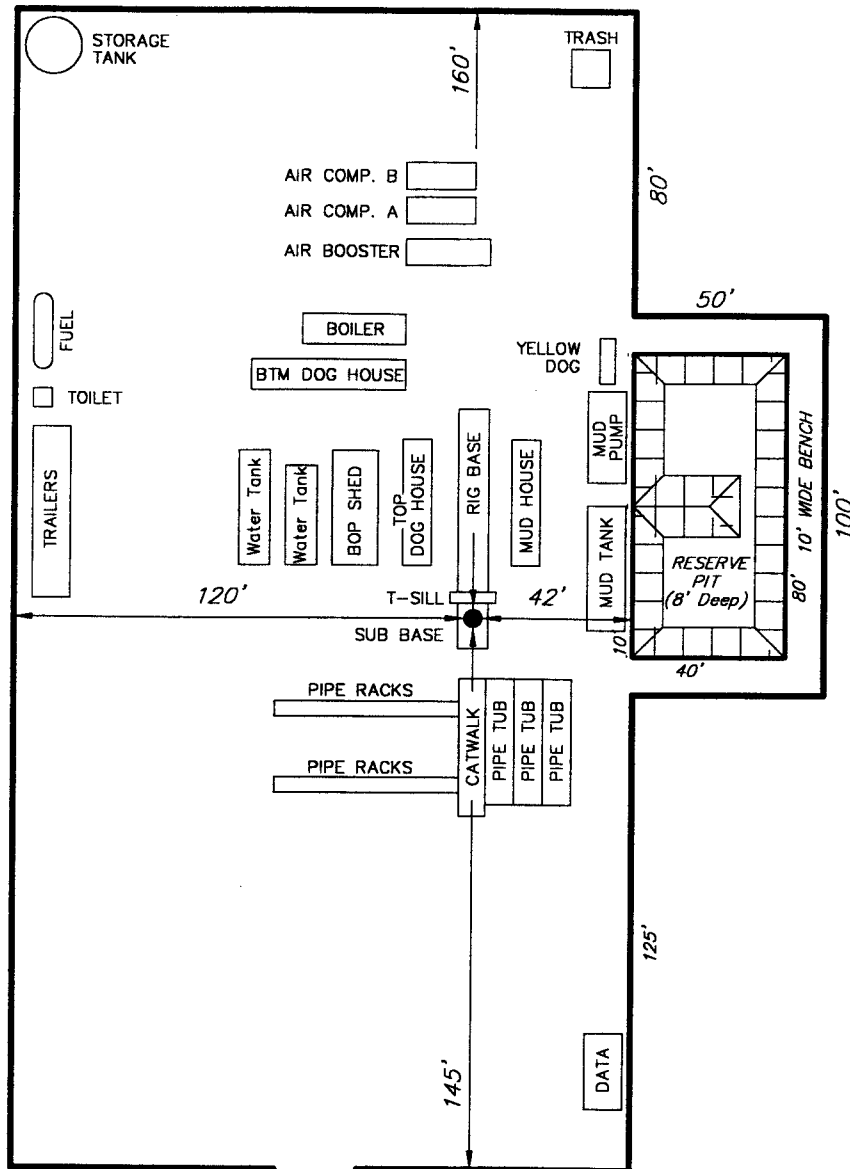 STORAGE
TANK
160'
TRASH
80'
AIR COMP. B
AIR COMP. A
AIR BOOSTER
50'
FUEL
BOILER
YELLOW
DOG
BTM DOG HOUSE
TOILET
MUD
PUMP
TRAILERS
Water Tank
Water Tank
BOP SHED
TOP
DOG HOUSE
RIG BASE
MUD HOUSE
MUD TANK
10' WIDE BENCH
100'
RESERVE
PIT
(8' Deep)
80'
120'
T-SILL
42'
SUB BASE
10'
40'
PIPE RACKS
PIPE RACKS
CATWALK
PIPE TUB
PIPE TUB
PIPE TUB
125'
145'
DATA